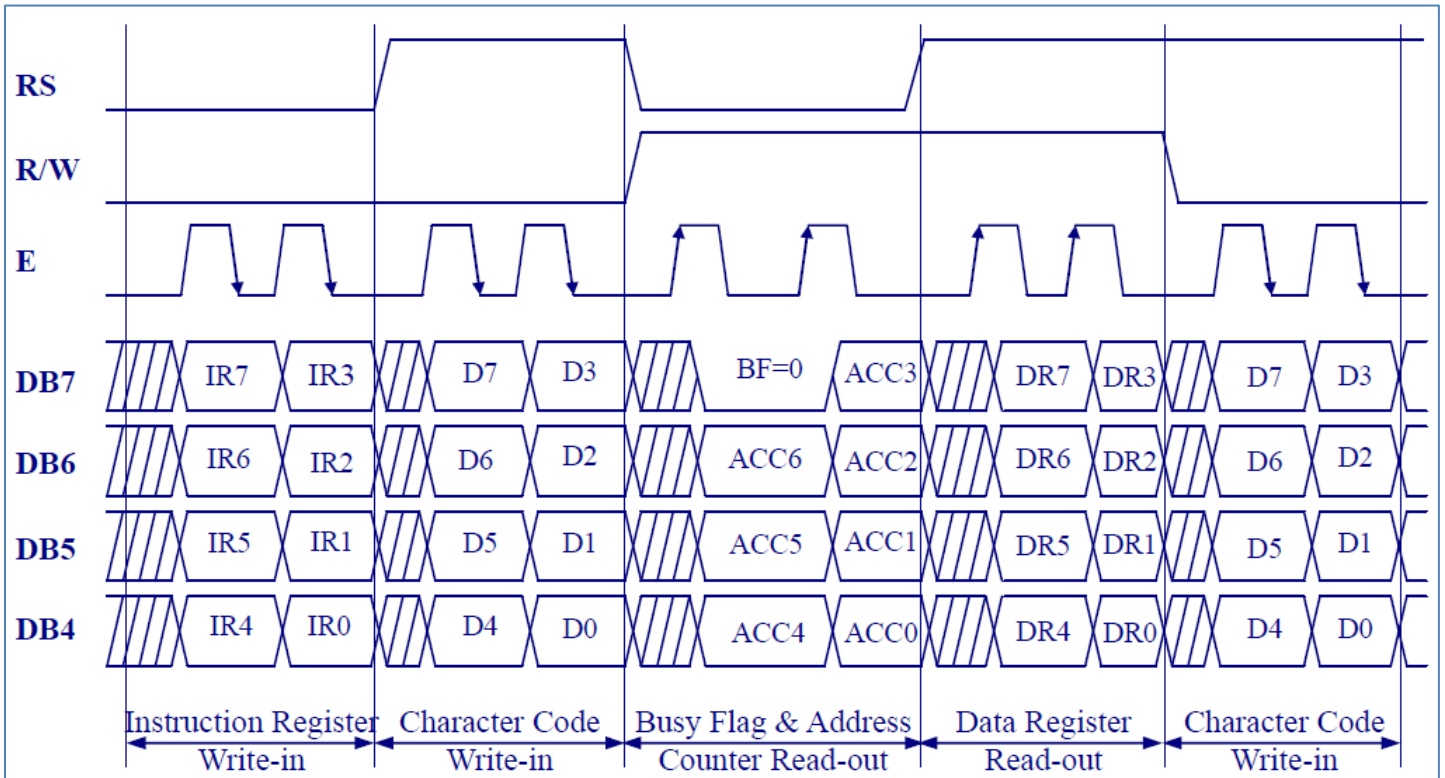 RS
R/W
E
DB7 IR7 IR3 D7 D3 BF=0 ACC3 DR7 DR3 D7 D3
DB6 IR6 IR2 D6 D2 ACC6 ACC2 DR6 DR2 D6 D2
DB5 IR5 IR1 D5 D1 ACC5 ACC1 DR5 DR1 D5 D1
DB4 IR4 IR0 D4 D0 ACC4 ACC0 DR4 DR0 D4 D0
Instruction Register Character Code Busy Flag & Address Data Register Character Code
Write-in Write-in Counter Read-out Read-out Write-in